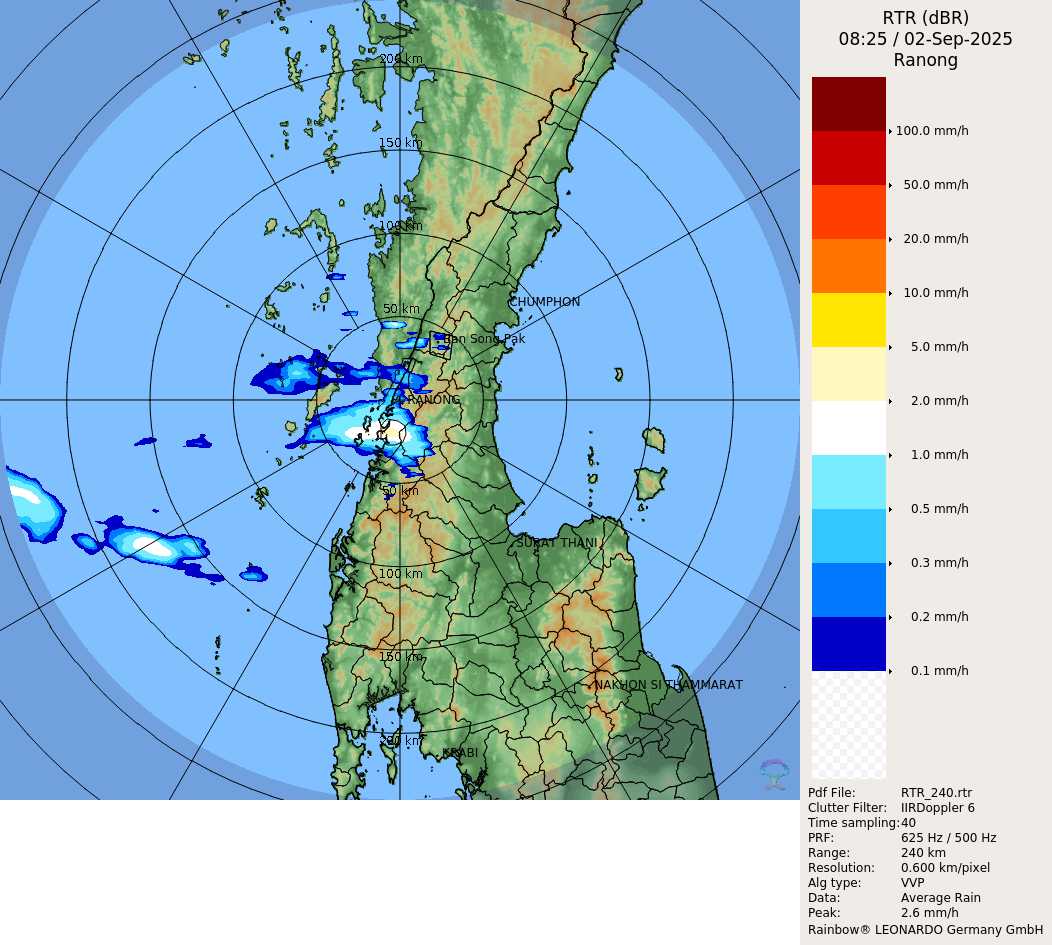 RTR (dBR)
08:25 / 02-Sep-2025
Ranong
200 km
150 km
100 km
50 km
CHUMPHON
Ban Song Pak
RANONG
50 km
SURAT THANI
100 km
150 km
NAKHON SI THAMMARAT
200 km
KRABI
100.0 mm/h
50.0 mm/h
20.0 mm/h
10.0 mm/h
5.0 mm/h
2.0 mm/h
1.0 mm/h
0.5 mm/h
0.3 mm/h
0.2 mm/h
0.1 mm/h
Pdf File: RTR_240.rtr
Clutter Filter: IIRDoppler 6
Time sampling:40
PRF: 625 Hz / 500 Hz
Range: 240 km
Resolution: 0.600 km/pixel
Alg type: VVP
Data: Average Rain
Peak: 2.6 mm/h
Rainbow® LEONARDO Germany GmbH